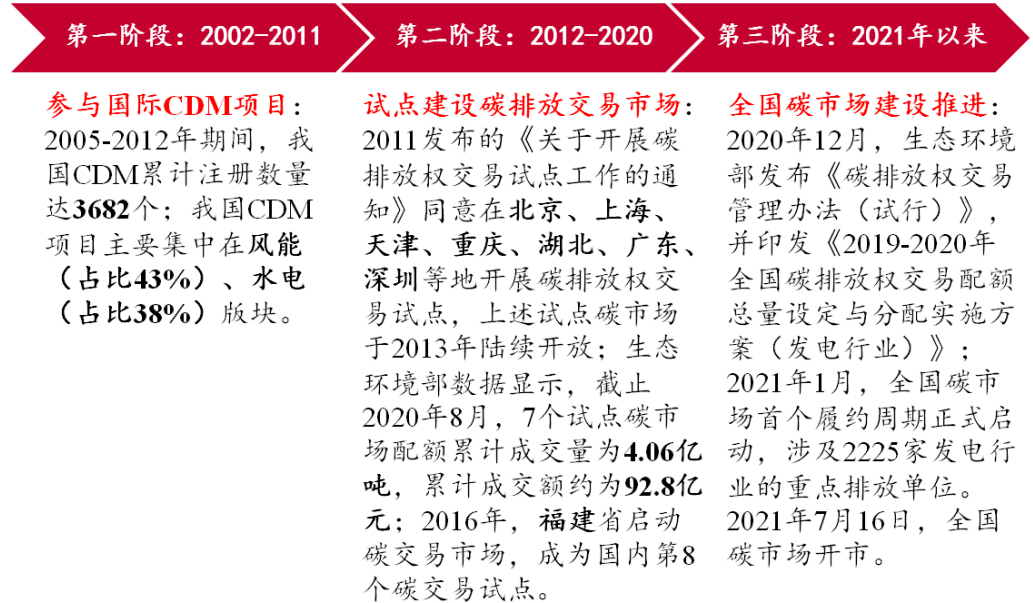 第一阶段：2002-2011
第二阶段：2012-2020
第三阶段：2021年以来
参与国际CDM项目：
2005-2012年期间，我
国CDM累计注册数量
达3682个；我国CDM
项目主要集中在风能
（占比43%）、水电
（占比38%）版块。
试点建设碳排放交易市场：
2011发布的《关于开展碳
排放权交易试点工作的通
知》同意在北京、上海、
天津、重庆、湖北、广东、
深圳等地开展碳排放权交
易试点，上述试点碳市场
于2013年陆续开放；生态
环境部数据显示，截止
2020年8月，7个试点碳市
场配额累计成交量为4.06亿
吨，累计成交额约为92.8亿
元；2016年，福建省启动
碳交易市场，成为国内第8
个碳交易试点。
全国碳市场建设推进：
2020年12月，生态环境
部发布《碳排放权交易
管理办法（试行）》，
并印发《2019-2020年
全国碳排放权交易配额
总量设定与分配实施方
案（发电行业）》；
2021年1月，全国碳市
场首个履约周期正式启
动，涉及2225家发电行
业的重点排放单位。
2021年7月16日，全国
碳市场开市。